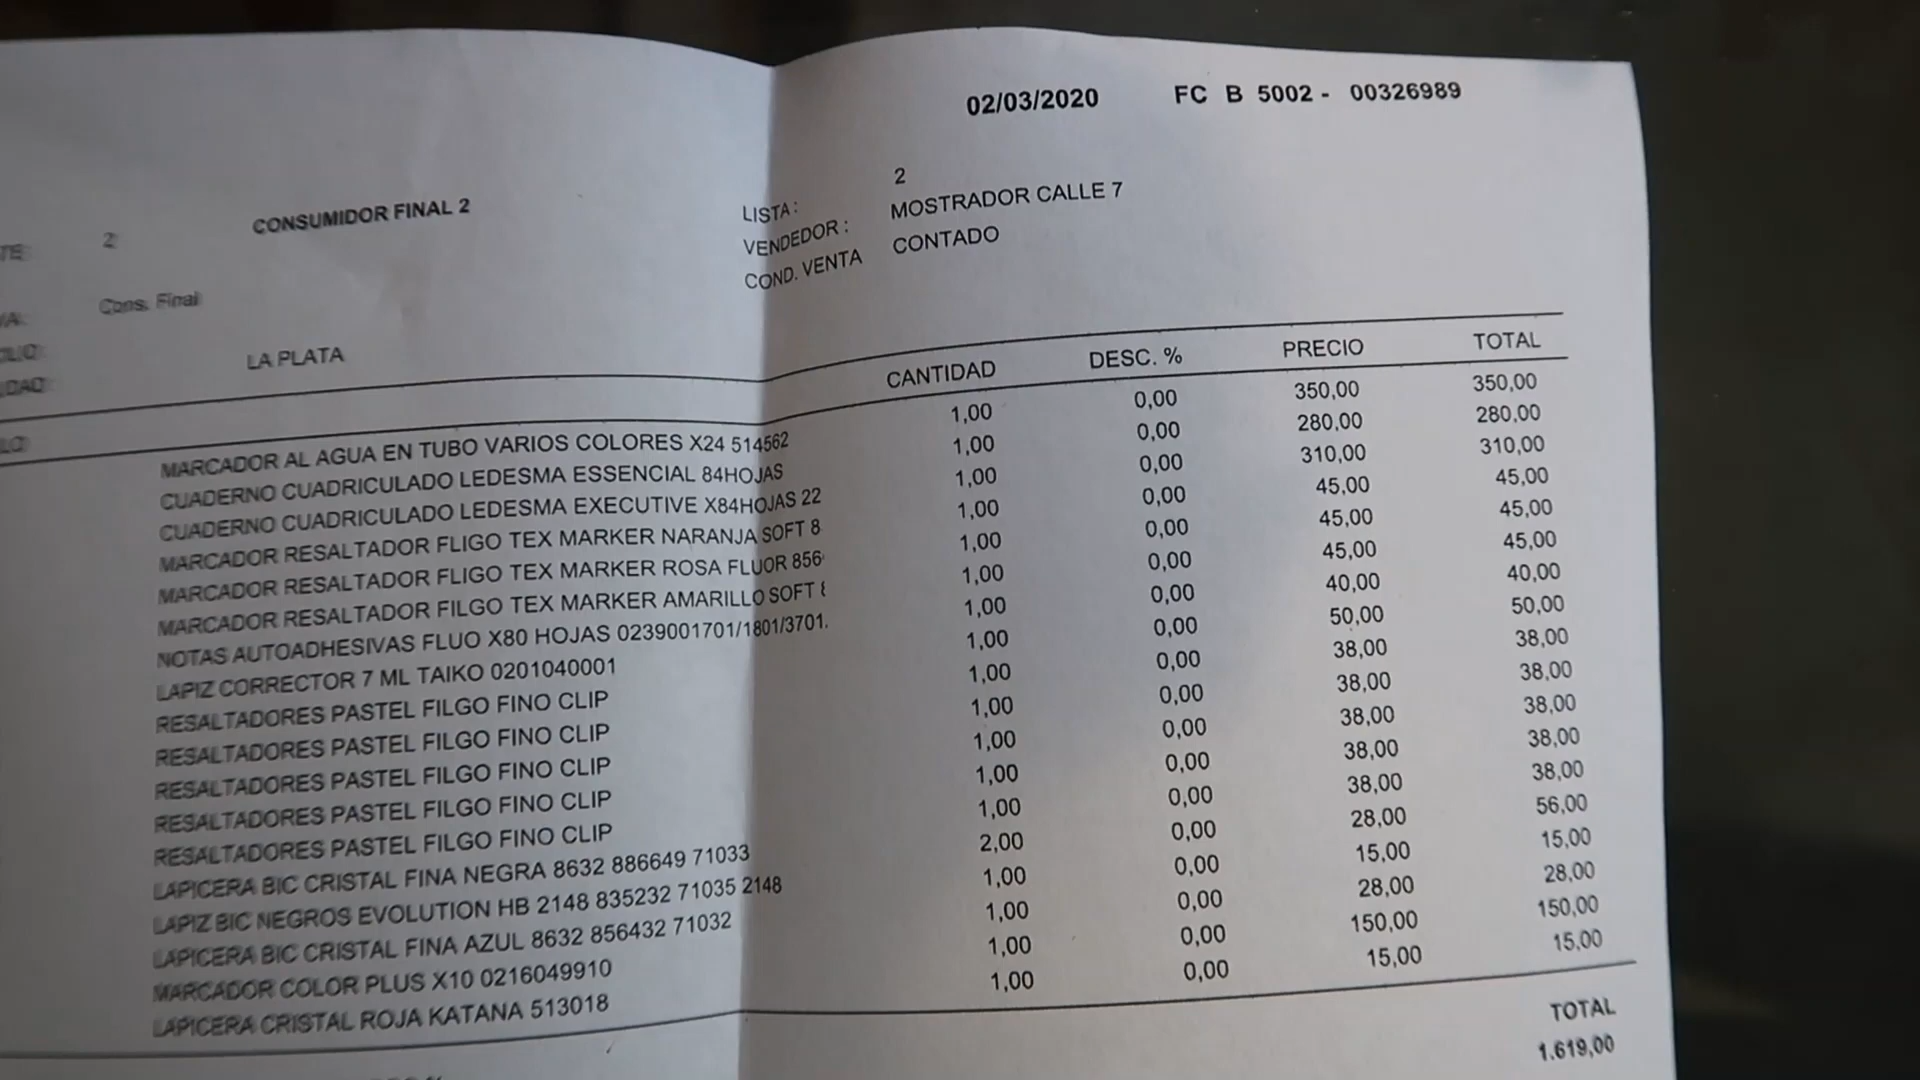 02/03/2020 FC B 5002 - 00326989
2
CONSUMIDOR FINAL 2 LISTA: MOSTRADOR CALLE 7
2 VENDEDOR : CONTADO
COND. VENTA
Cons. Final
LA PLATA
CANTIDAD DESC. % PRECIO TOTAL
MARCADOR AL AGUA EN TUBO VARIOS COLORES X24 514562 1,00 0,00 350,00 350,00
CUADERNO CUADRICULADO LEDESMA ESSENCIAL 84HOJAS 1,00 0,00 280,00 280,00
CUADERNO CUADRICULADO LEDESMA EXECUTIVE X84HOJAS 22 1,00 0,00 310,00 310,00
MARCADOR RESALTADOR FLIGO TEX MARKER NARANJA SOFT 8 1,00 0,00 45,00 45,00
MARCADOR RESALTADOR FLIGO TEX MARKER ROSA FLUOR 856 1,00 0,00 45,00 45,00
MARCADOR RESALTADOR FILGO TEX MARKER AMARILLO SOFT 1,00 0,00 45,00 45,00
NOTAS AUTOADHESIVAS FLUO X80 HOJAS 0239001701/1801/3701. 1,00 0,00 40,00 40,00
LAPIZ CORRECTOR 7 ML TAIKO 0201040001 1,00 0,00 50,00 50,00
RESALTADORES PASTEL FILGO FINO CLIP 1,00 0,00 38,00 38,00
RESALTADORES PASTEL FILGO FINO CLIP 1,00 0,00 38,00 38,00
RESALTADORES PASTEL FILGO FINO CLIP 1,00 0,00 38,00 38,00
RESALTADORES PASTEL FILGO FINO CLIP 1,00 0,00 38,00 38,00
RESALTADORES PASTEL FILGO FINO CLIP 1,00 0,00 38,00 38,00
LAPICERA BIC CRISTAL FINA NEGRA 8632 886649 71033 2,00 0,00 28,00 56,00
LAPIZ BIC NEGROS EVOLUTION HB 2148 835232 71035 2148 1,00 0,00 15,00 15,00
LAPICERA BIC CRISTAL FINA AZUL 8632 856432 71032 1,00 0,00 28,00 28,00
MARCADOR COLOR PLUS X10 0216049910 1,00 0,00 150,00 150,00
LAPICERA CRISTAL ROJA KATANA 513018 1,00 0,00 15,00 15,00
TOTAL
1.619,00